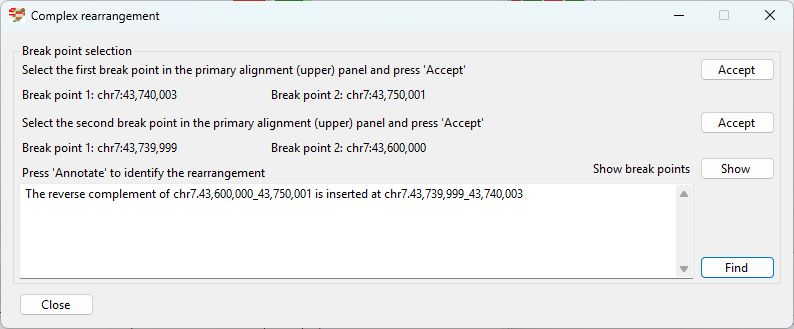 Complex rearrangement
Break point selection
Select the first break point in the primary alignment (upper) panel and press 'Accept'
Accept
Break point 1: chr7:43,740,003 Break point 2: chr7:43,750,001
Select the second break point in the primary alignment (upper) panel and press 'Accept'
Accept
Break point 1: chr7:43,739,999 Break point 2: chr7:43,600,000
Press 'Annotate' to identify the rearrangement Show break points Show
The reverse complement of chr7.43,600,000_43,750,001 is inserted at chr7.43,739,999_43,740,003
Find
Close